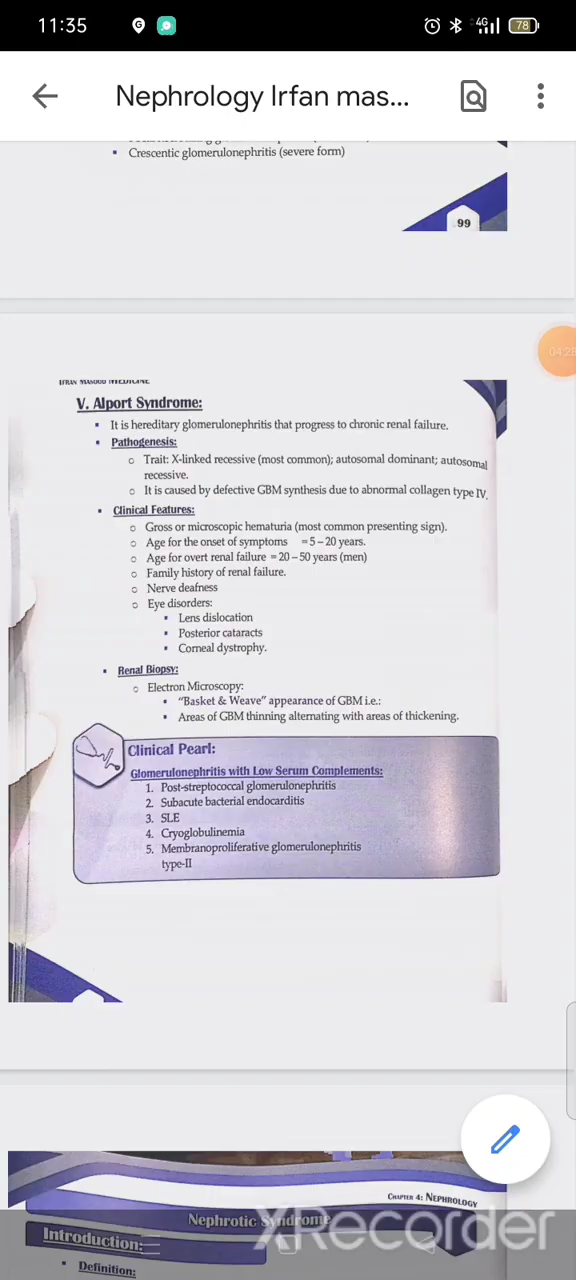 11:35
G
4G
78
Nephrology Irfan mas...
Crescentic glomerulonephritis (severe form)
99
04:28
IFRAN MASOOD MEDICINE
V. Alport Syndrome:
It is hereditary glomerulonephritis that progress to chronic renal failure.
Pathogenesis:
Trait: X-linked recessive (most common); autosomal dominant; autosomal
recessive.
It is caused by defective GBM synthesis due to abnormal collagen type IV.
Clinical Features:
Gross or microscopic hematuria (most common presenting sign).
Age for the onset of symptoms =5 – 20 years.
Age for overt renal failure =20 – 50 years (men)
Family history of renal failure.
Nerve deafness
Eye disorders:
Lens dislocation
Posterior cataracts
Corneal dystrophy.
Renal Biopsy:
Electron Microscopy:
"Basket & Weave" appearance of GBM i.e.:
Areas of GBM thinning alternating with areas of thickening.
Clinical Pearl:
Glomerulonephritis with Low Serum Complements:
1. Post-streptococcal glomerulonephritis
2. Subacute bacterial endocarditis
3. SLE
4. Cryoglobulinemia
5. Membranoproliferative glomerulonephritis
type-II
CHAPTER 4: NEPHROLOGY
Nephrotic Syndrome
XRecorder
Introduction:
Definition: